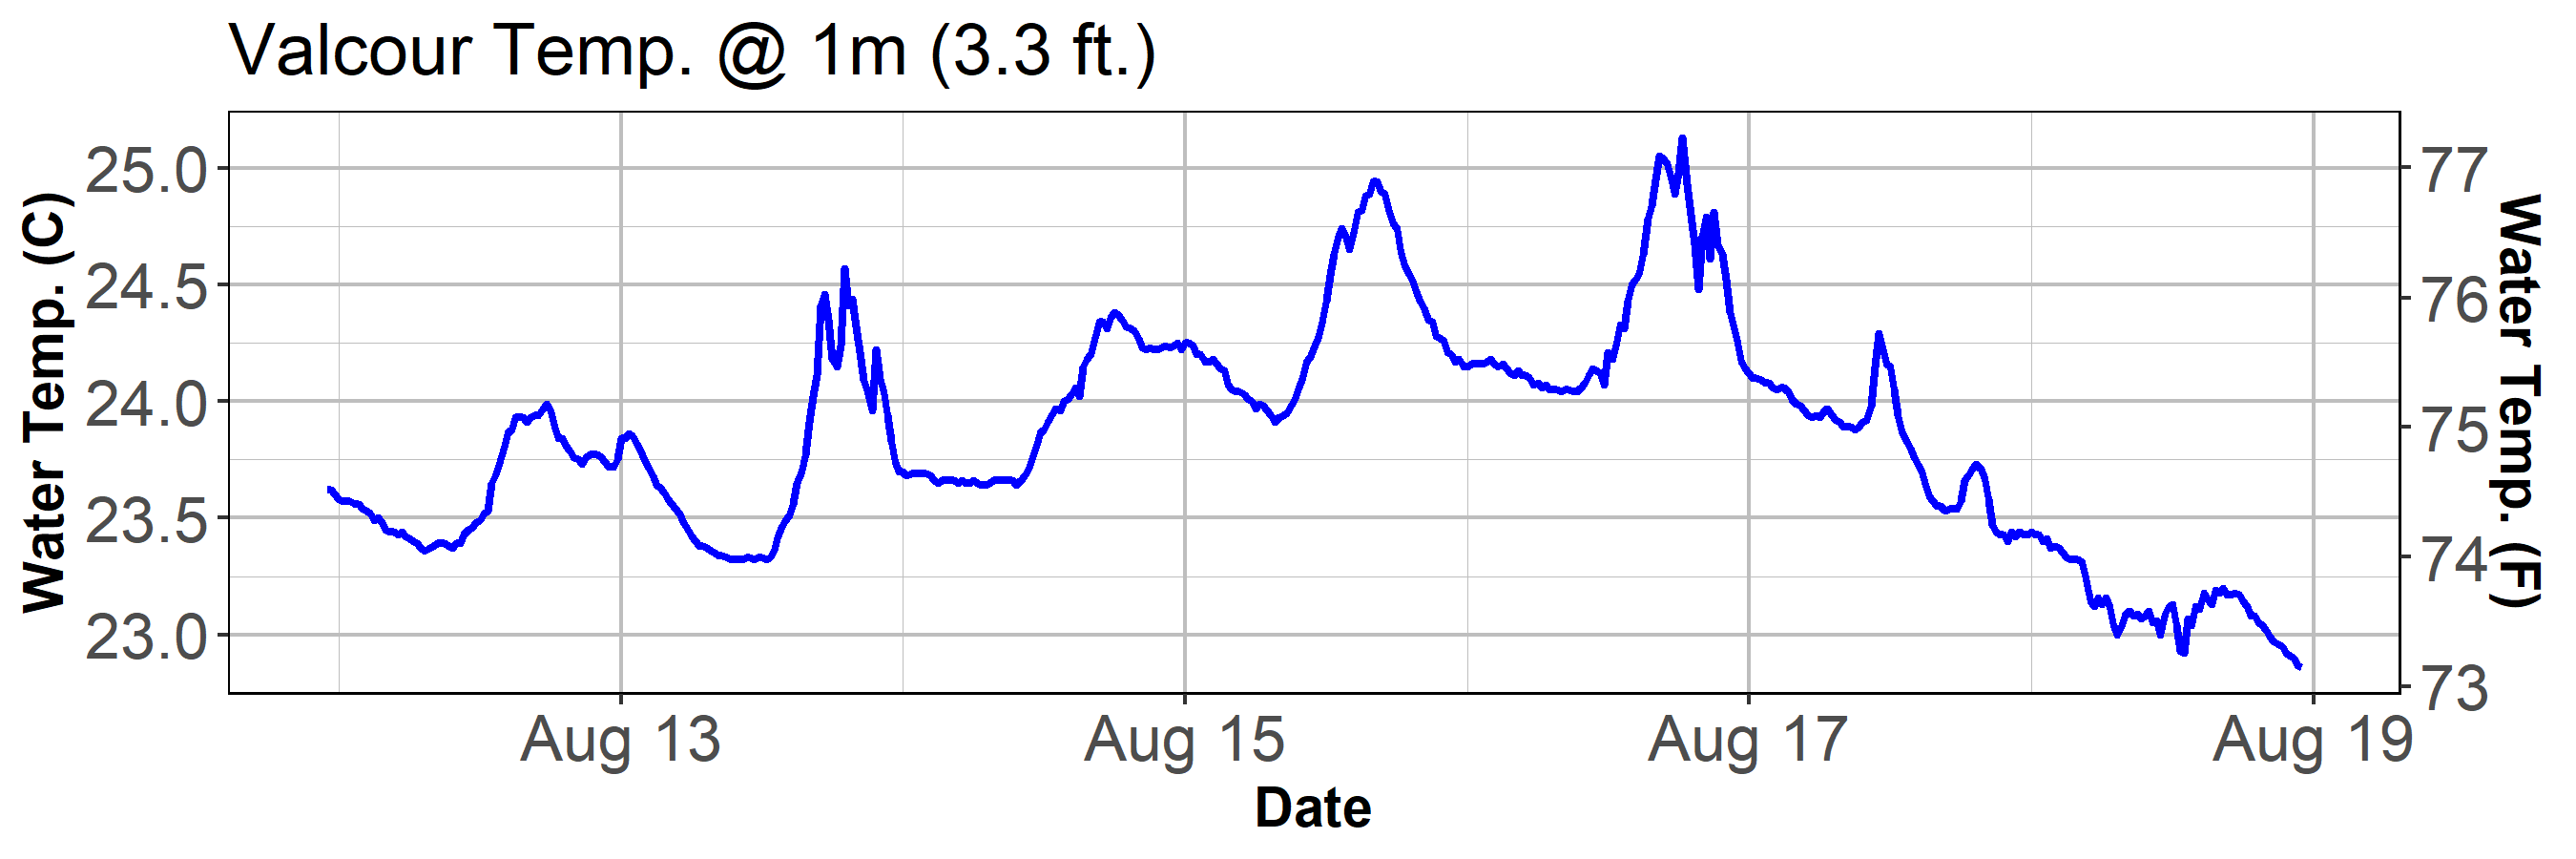 Valcour Temp. @ 1m (3.3 ft.)
Water Temp. (C)
25.0
24.5
24.0
23.5
23.0
77
76
75
74
73
Water Temp. (F)
Aug 13 Aug 15 Aug 17 Aug 19
Date